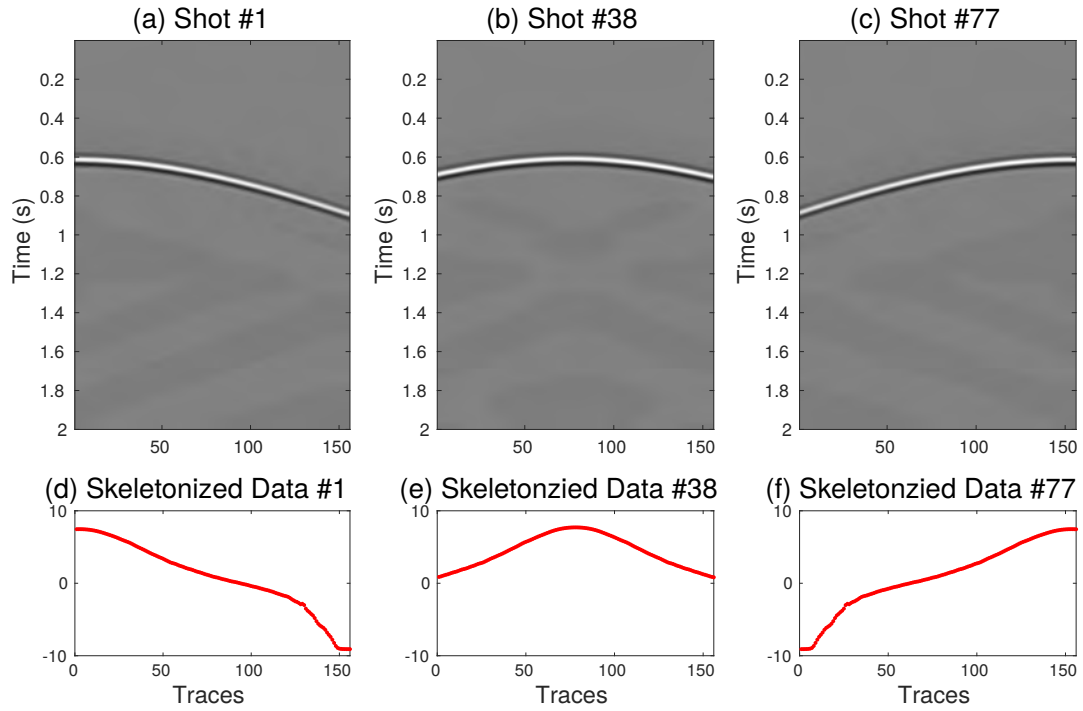 (a) Shot #1
(b) Shot #38
(c) Shot #77
Time (s)
0.2
0.4
0.6
0.8
1
1.2
1.4
1.6
1.8
2
50 100 150
Time (s)
0.2
0.4
0.6
0.8
1
1.2
1.4
1.6
1.8
2
50 100 150
Time (s)
0.2
0.4
0.6
0.8
1
1.2
1.4
1.6
1.8
2
50 100 150
(d) Skeletonized Data #1
(e) Skeletonzied Data #38
(f) Skeletonzied Data #77
10
0
-10
0 50 100 150
Traces
10
0
-10
0 50 100 150
Traces
10
0
-10
0 50 100 150
Traces